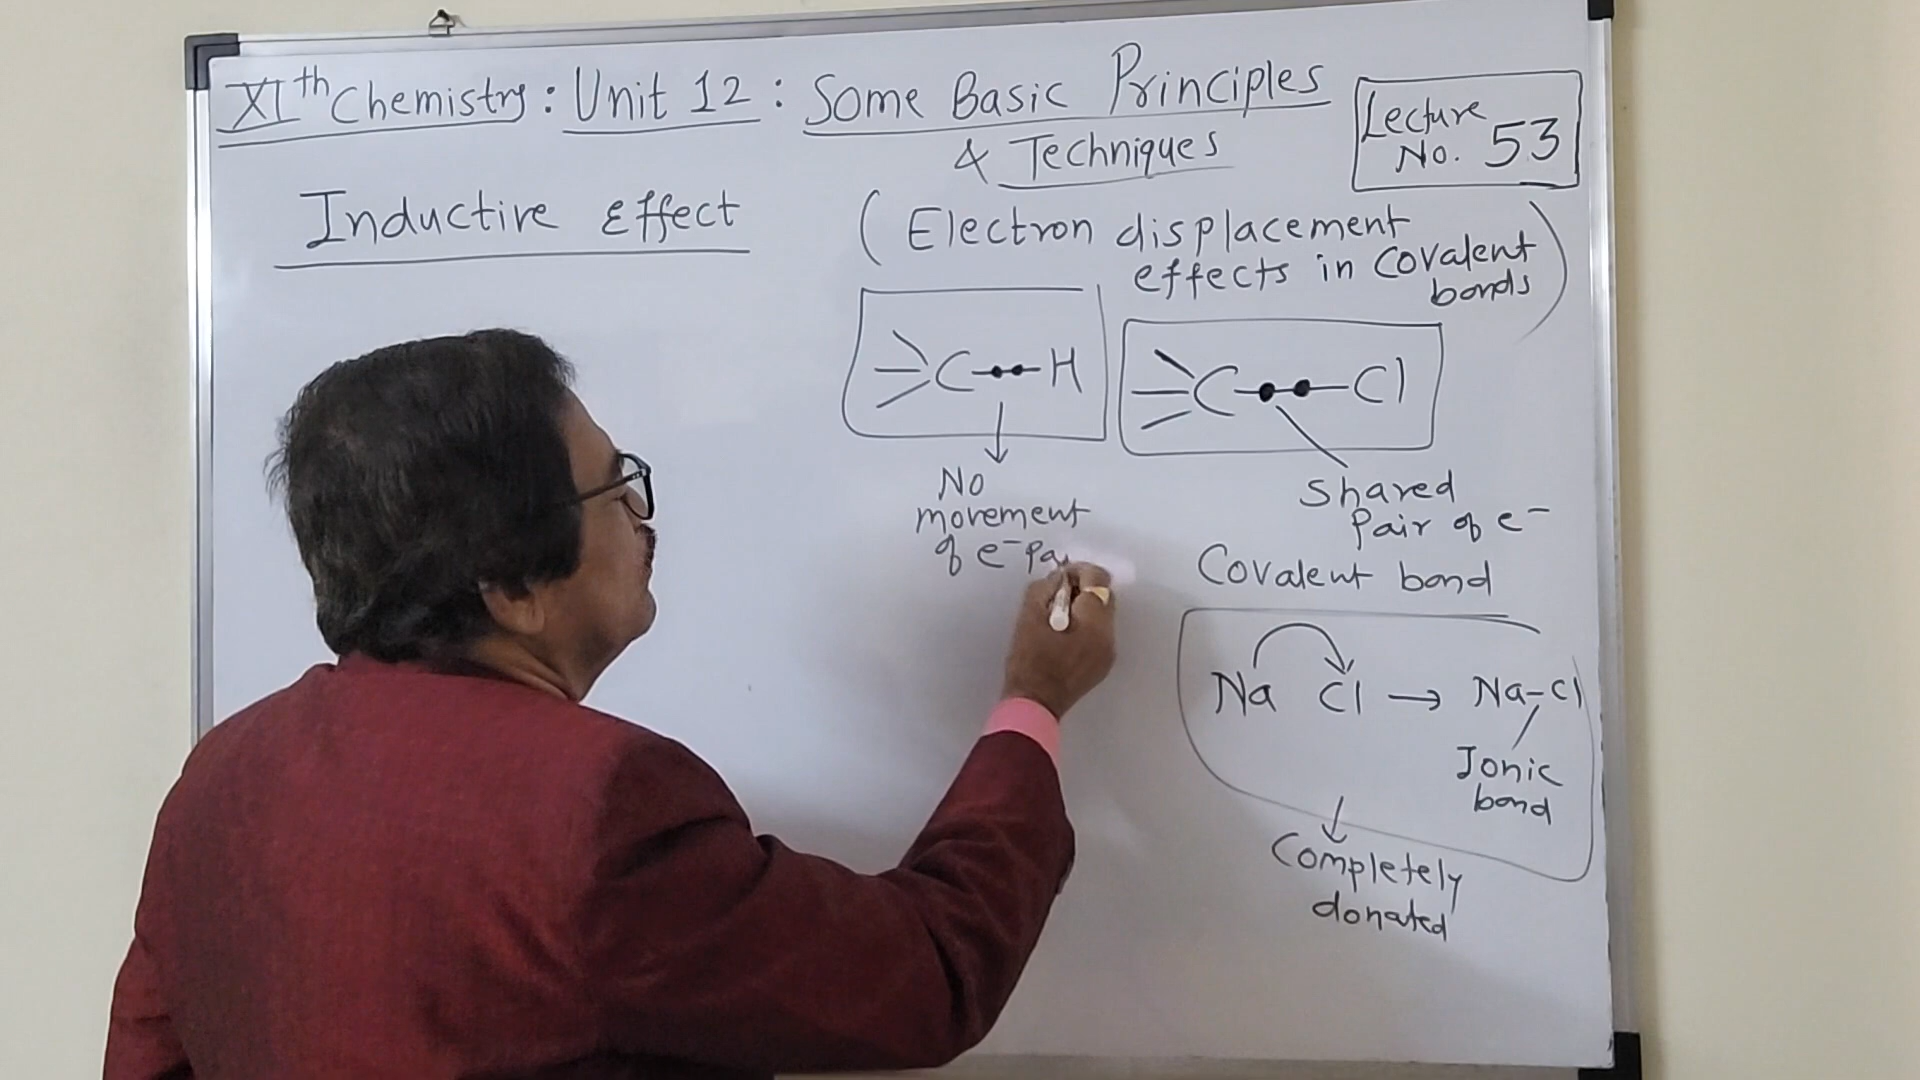 XIth Chemistry : Unit 12 : Some Basic Principles
& Techniques
Lecture
No. 53
Inductive Effect
(Electron displacement
effects in Covalent
bonds)
C H
C Cl
No
movement
of e⁻ pa
Shared
Pair of e⁻
Covalent bond
Na Cl → Na-Cl
Ionic
bond
Completely
donated